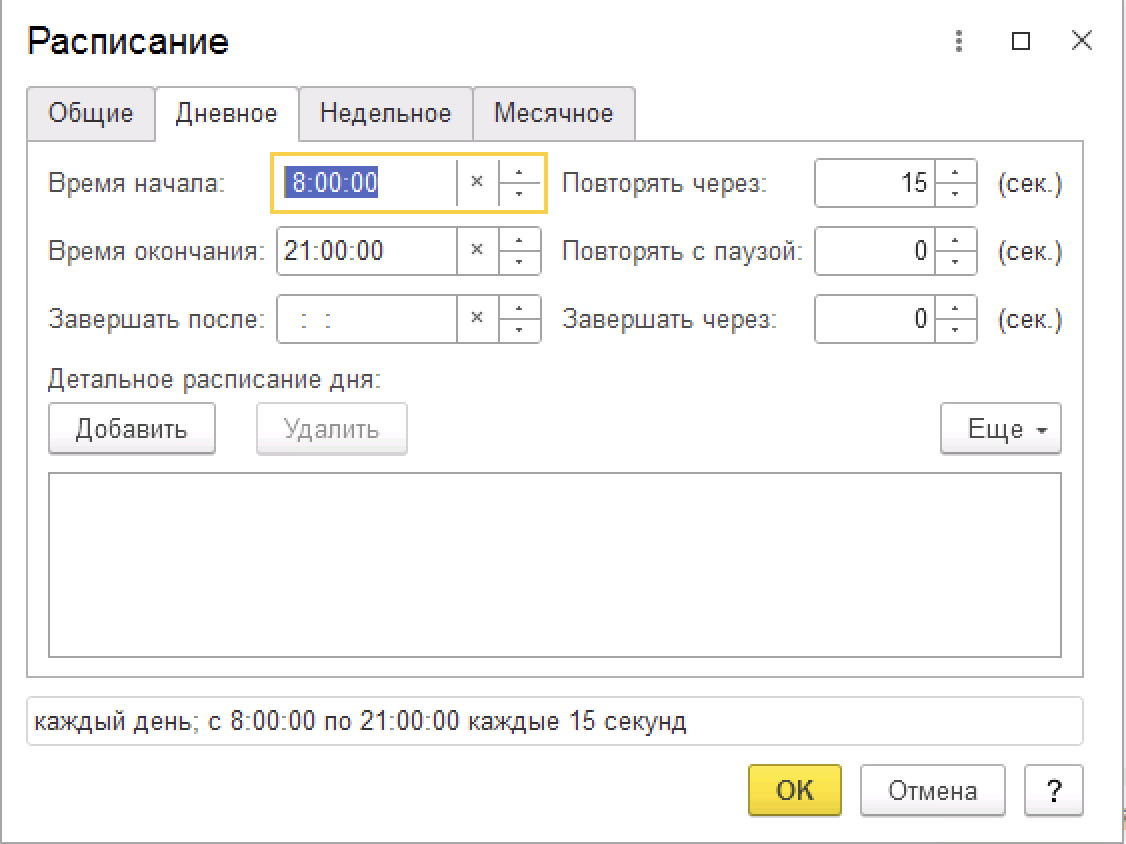 Расписание
Общие Дневное Недельное Месячное
Время начала: 8:00:00 × Повторять через: 15 (сек.)
Время окончания: 21:00:00 × Повторять с паузой: 0 (сек.)
Завершать после: : : × Завершать через: 0 (сек.)
Детальное расписание дня:
Добавить Удалить Еще
каждый день; с 8:00:00 по 21:00:00 каждые 15 секунд
ОК Отмена ?